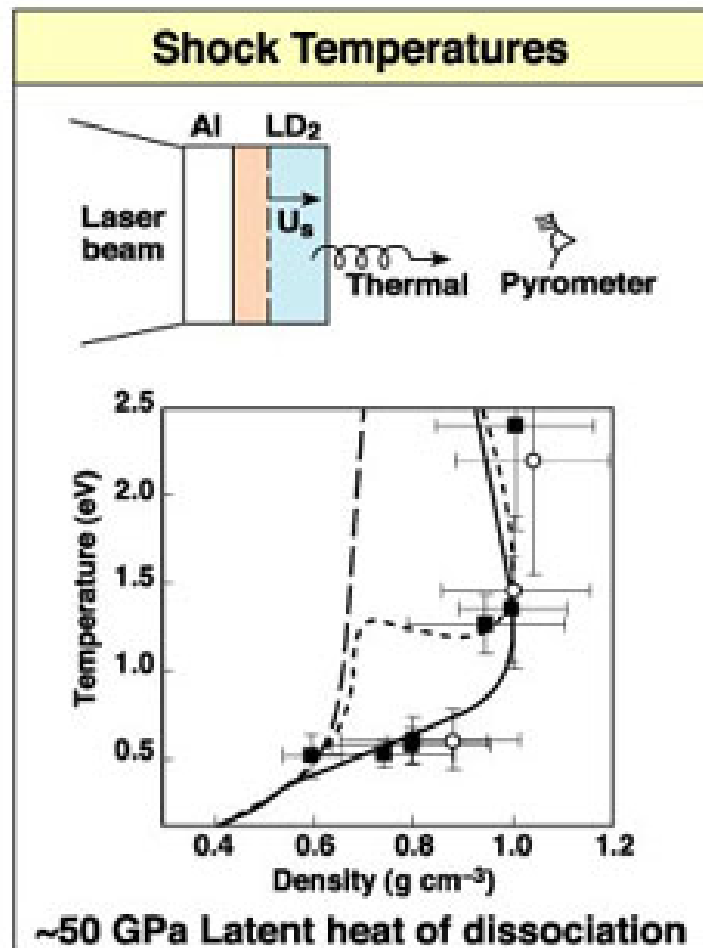 Shock Temperatures
Al LD₂
Laser
beam
Uₛ
Thermal Pyrometer
2.5
2.0
1.5
1.0
0.5
Temperature (eV)
0.4 0.6 0.8 1.0 1.2
Density (g cm⁻³)
~50 GPa Latent heat of dissociation